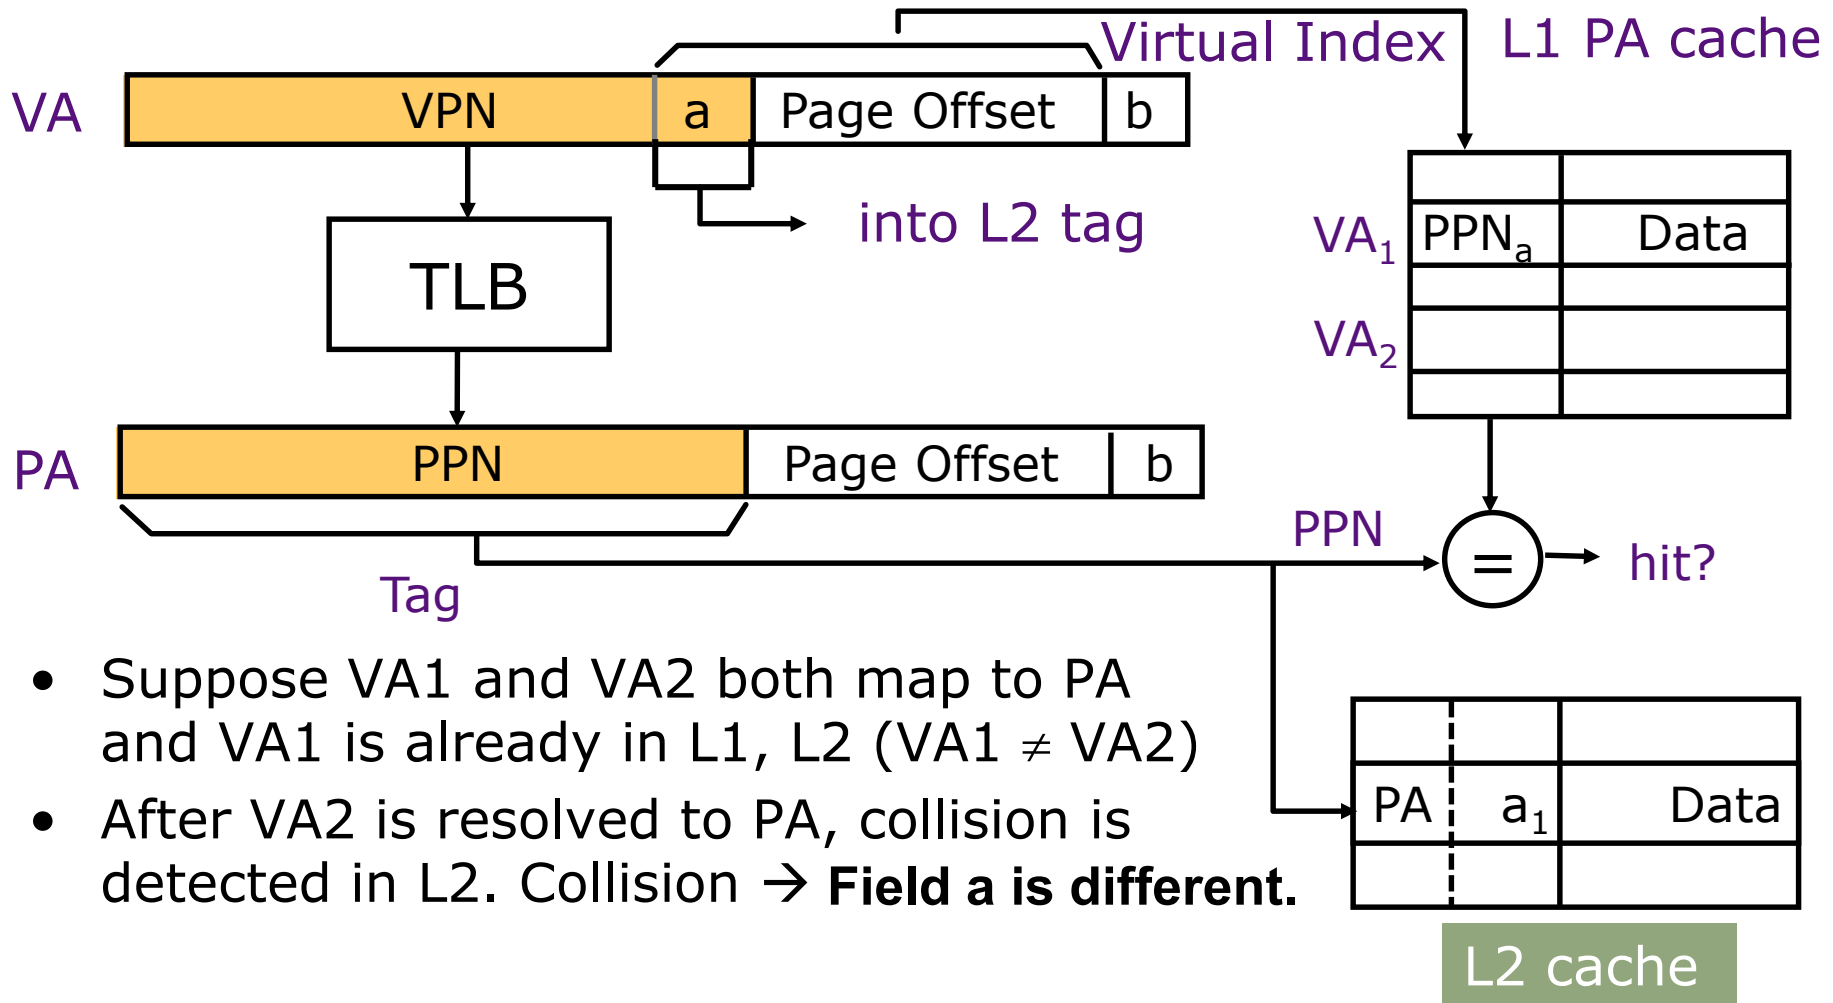 Virtual Index
L1 PA cache
VA
VPN
a
Page Offset
b
into L2 tag
TLB
VA₁
PPNₐ
Data
VA₂
PA
PPN
Page Offset
b
PPN
=
hit?
Tag
• Suppose VA1 and VA2 both map to PA
and VA1 is already in L1, L2 (VA1 ≠ VA2)
• After VA2 is resolved to PA, collision is
detected in L2. Collision → Field a is different.
PA
a₁
Data
L2 cache